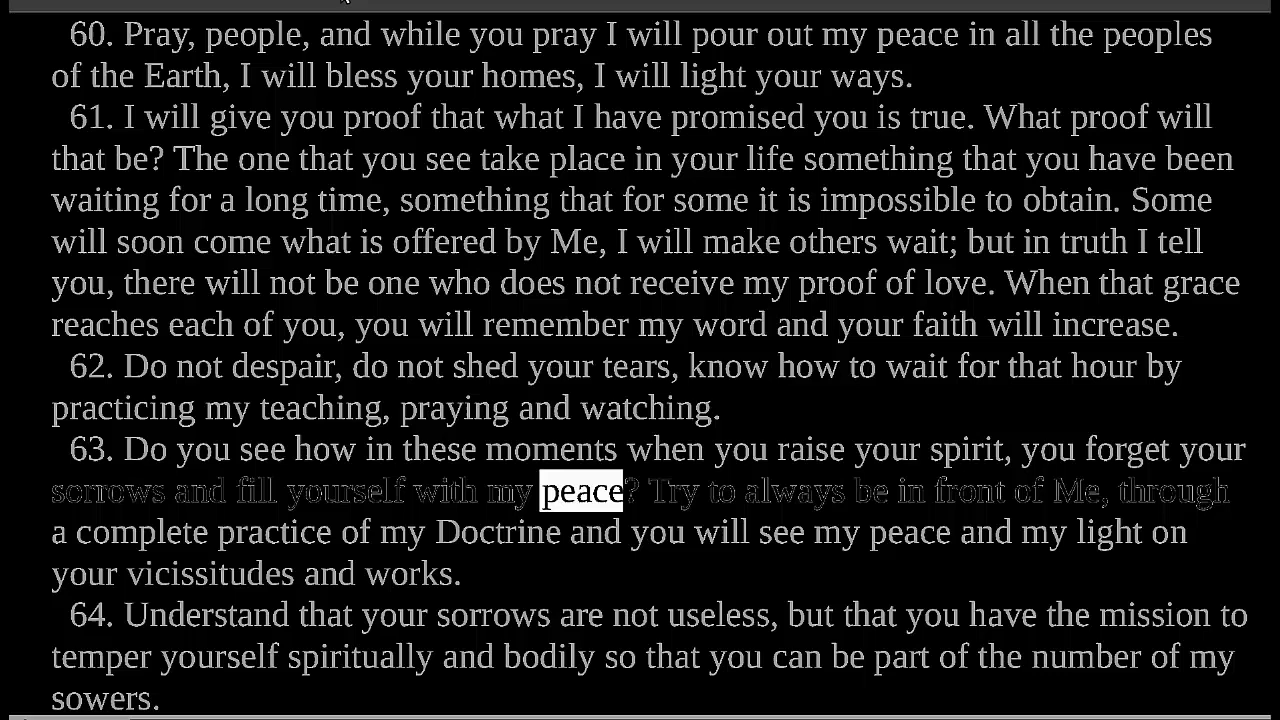 60. Pray, people, and while you pray I will pour out my peace in all the peoples
of the Earth, I will bless your homes, I will light your ways.
61. I will give you proof that what I have promised you is true. What proof will
that be? The one that you see take place in your life something that you have been
waiting for a long time, something that for some it is impossible to obtain. Some
will soon come what is offered by Me, I will make others wait; but in truth I tell
you, there will not be one who does not receive my proof of love. When that grace
reaches each of you, you will remember my word and your faith will increase.
62. Do not despair, do not shed your tears, know how to wait for that hour by
practicing my teaching, praying and watching.
63. Do you see how in these moments when you raise your spirit, you forget your
sorrows and fill yourself with my peace? Try to always be in front of Me, through
a complete practice of my Doctrine and you will see my peace and my light on
your vicissitudes and works.
64. Understand that your sorrows are not useless, but that you have the mission to
temper yourself spiritually and bodily so that you can be part of the number of my
sowers.